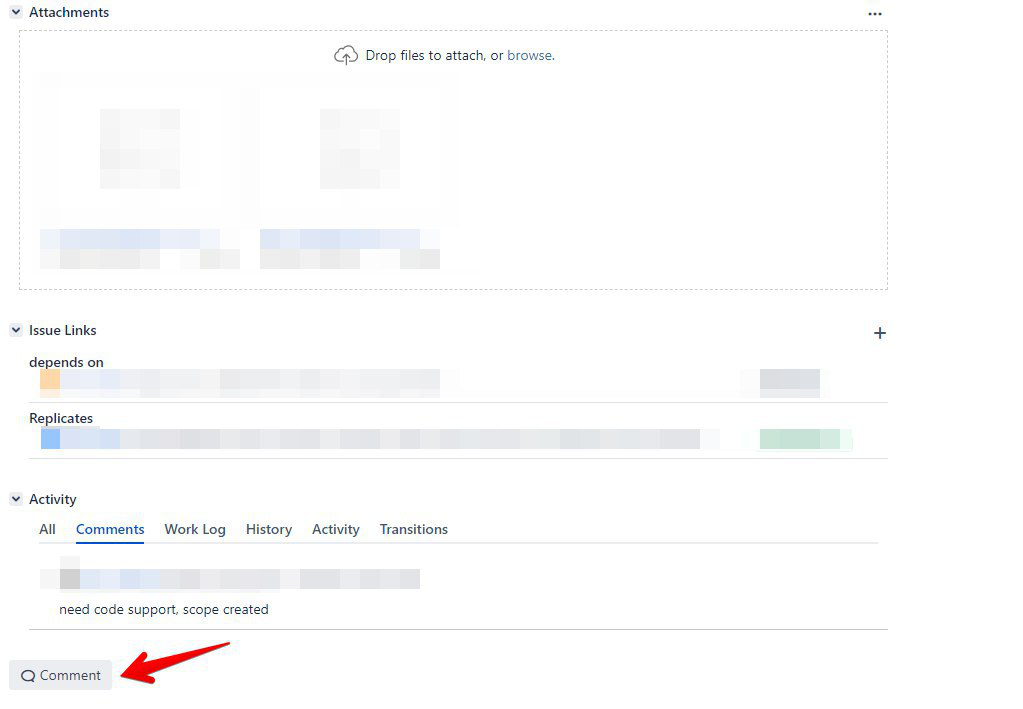 Attachments
Drop files to attach, or browse.
Issue Links
depends on
Replicates
Activity
All Comments Work Log History Activity Transitions
need code support, scope created
Comment